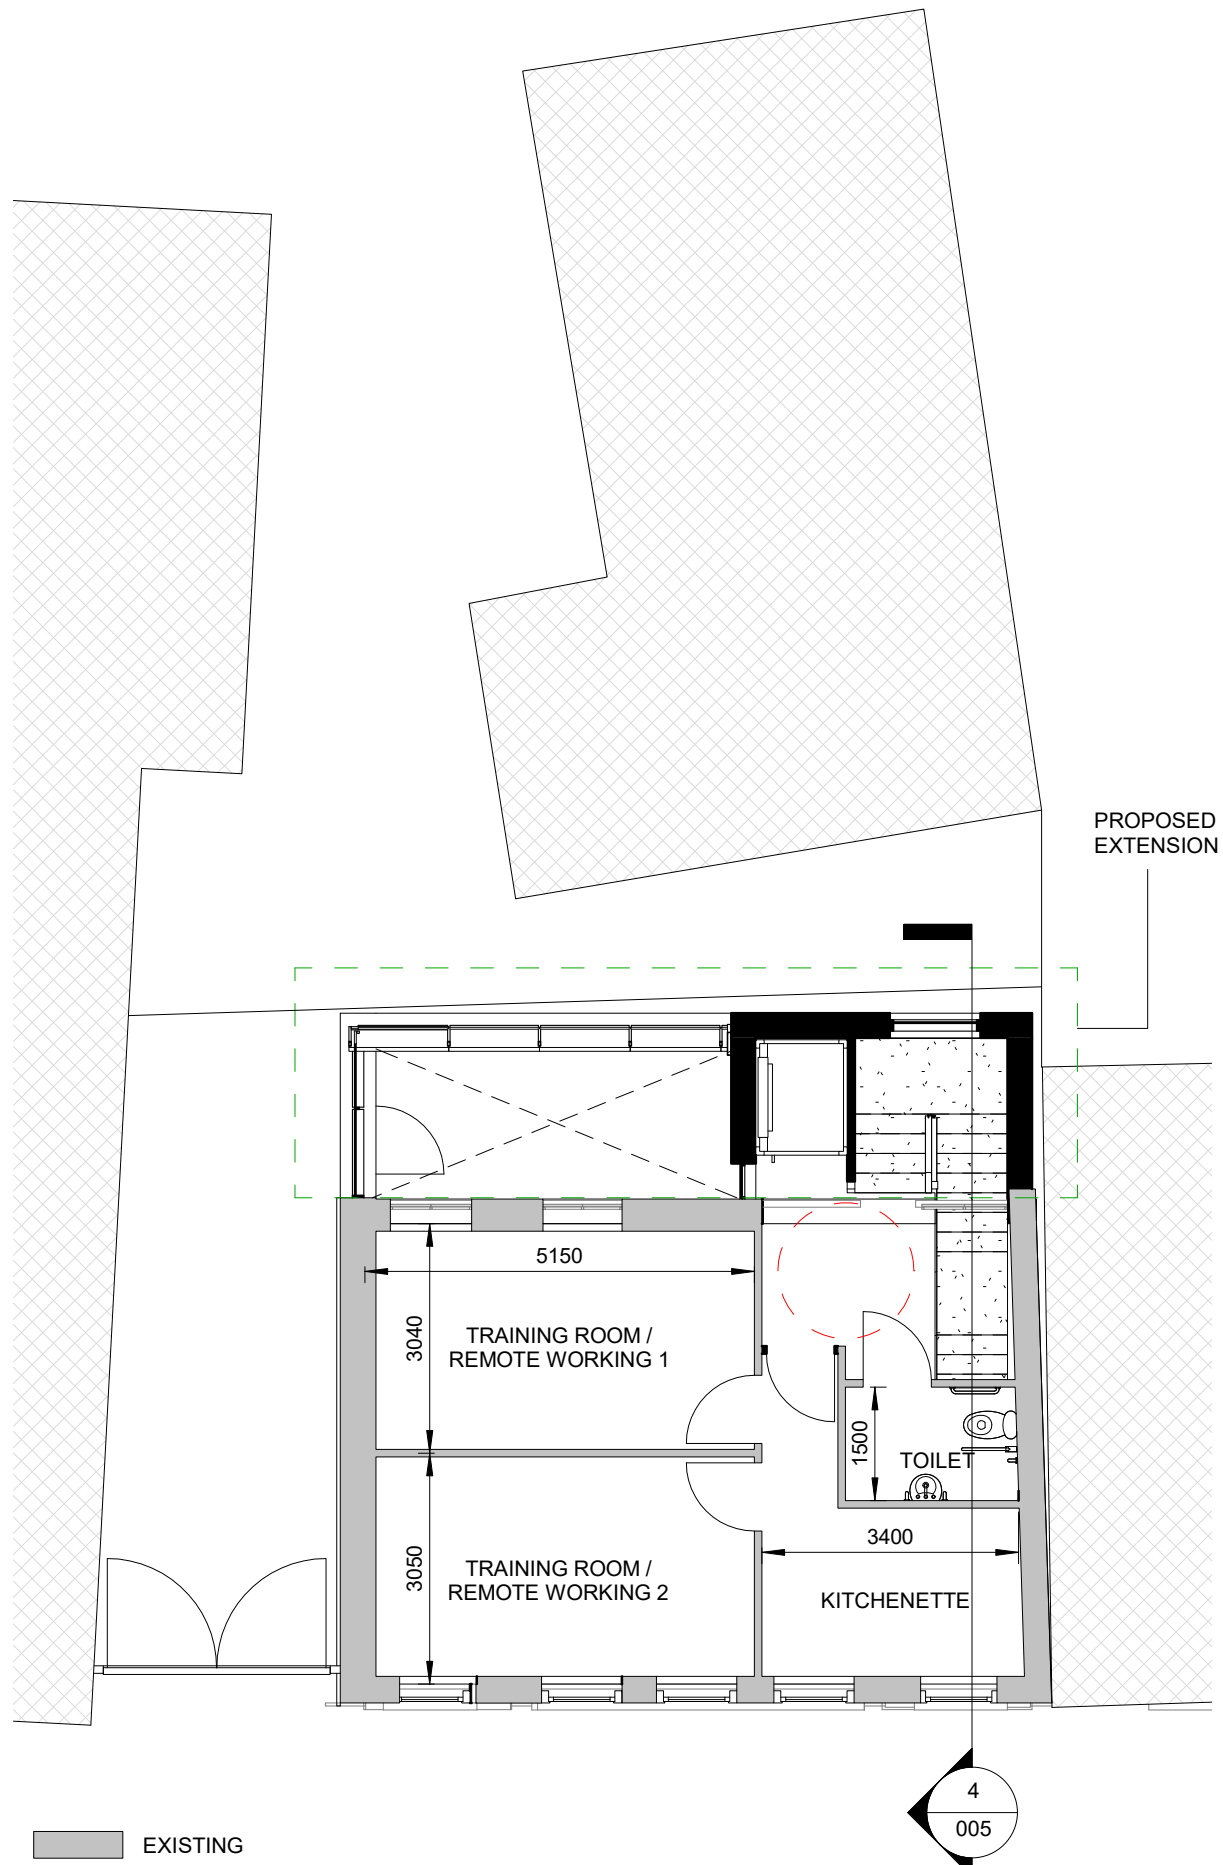 PROPOSED
EXTENSION
5150
3040
TRAINING ROOM /
REMOTE WORKING 1
1500
TOILET
3050
TRAINING ROOM /
REMOTE WORKING 2
3400
KITCHENETTE
4
005
EXISTING